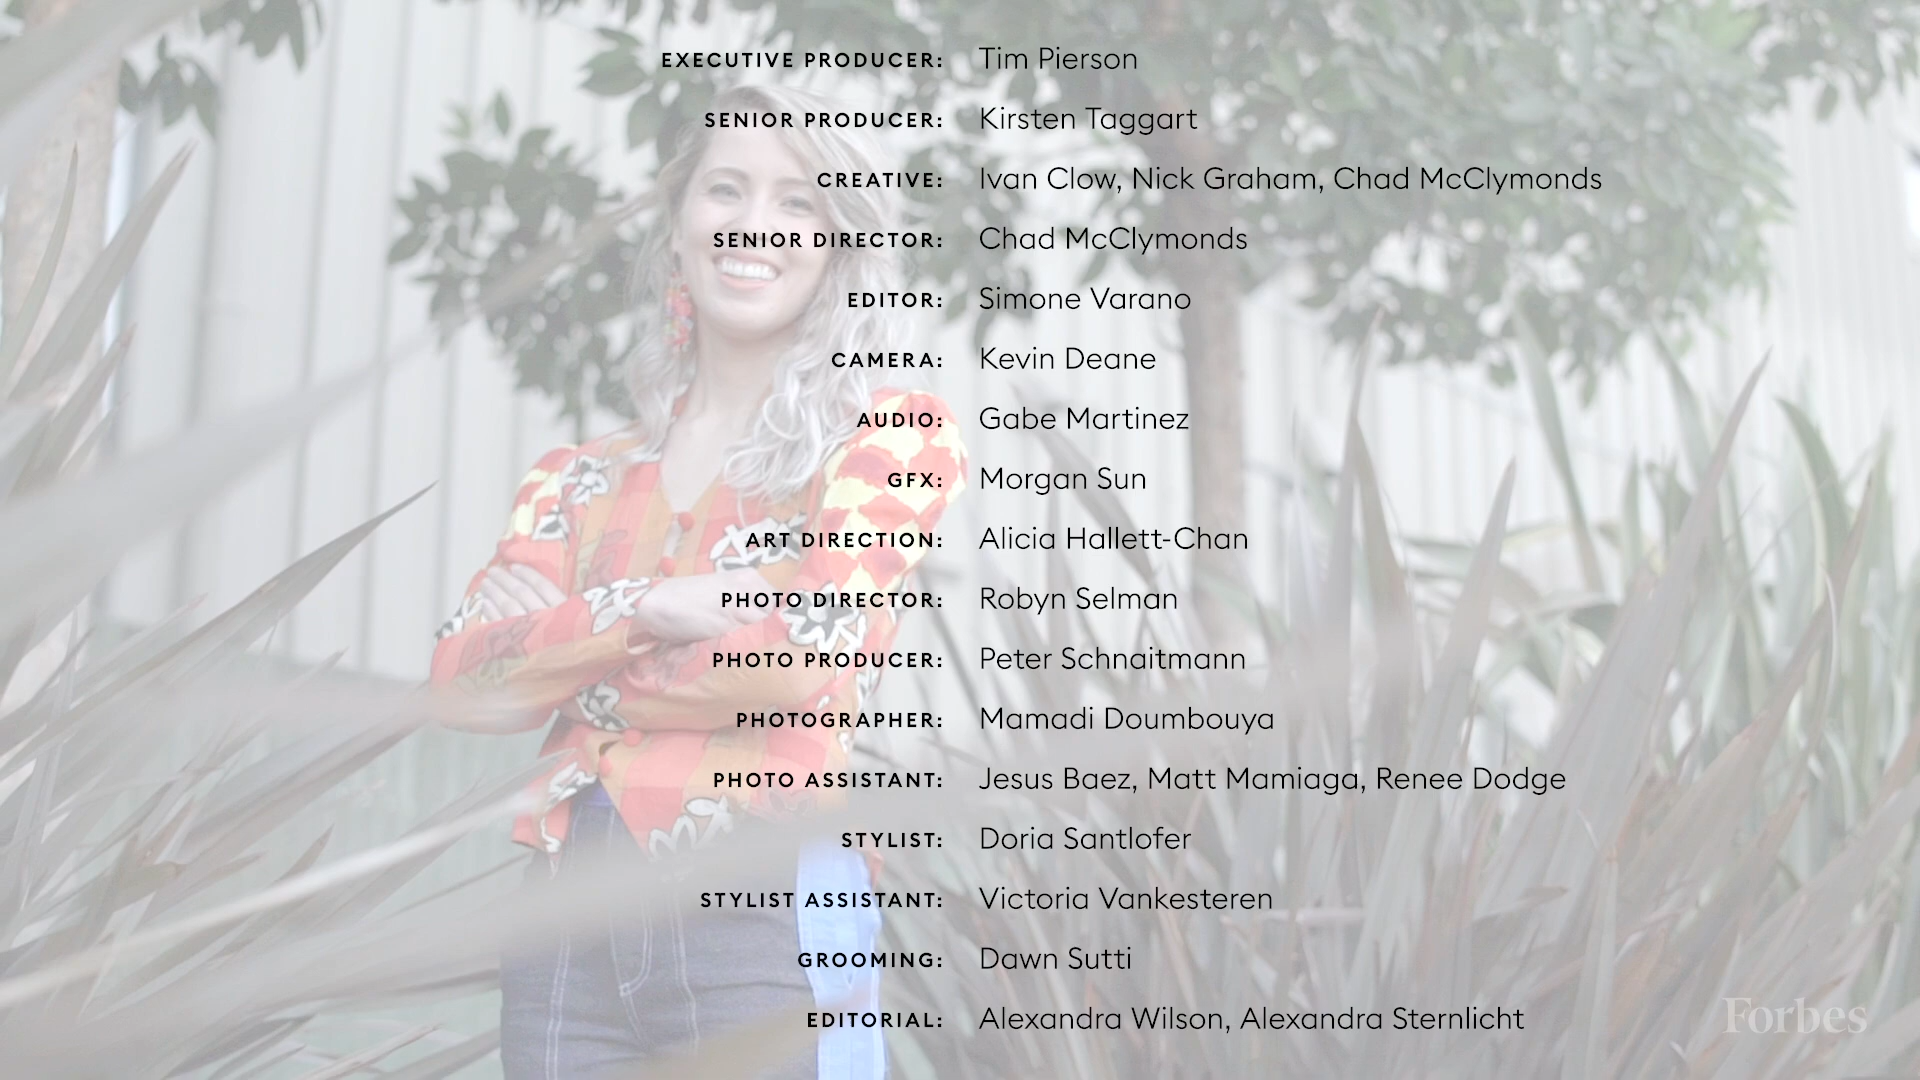 EXECUTIVE PRODUCER: Tim Pierson
SENIOR PRODUCER: Kirsten Taggart
CREATIVE: Ivan Clow, Nick Graham, Chad McClymonds
SENIOR DIRECTOR: Chad McClymonds
EDITOR: Simone Varano
CAMERA: Kevin Deane
AUDIO: Gabe Martinez
GFX: Morgan Sun
ART DIRECTION: Alicia Hallett-Chan
PHOTO DIRECTOR: Robyn Selman
PHOTO PRODUCER: Peter Schnaitmann
PHOTOGRAPHER: Mamadi Doumbouya
PHOTO ASSISTANT: Jesus Baez, Matt Mamiaga, Renee Dodge
STYLIST: Doria Santlofer
STYLIST ASSISTANT: Victoria Vankesteren
GROOMING: Dawn Sutti
EDITORIAL: Alexandra Wilson, Alexandra Sternlicht
Forbes